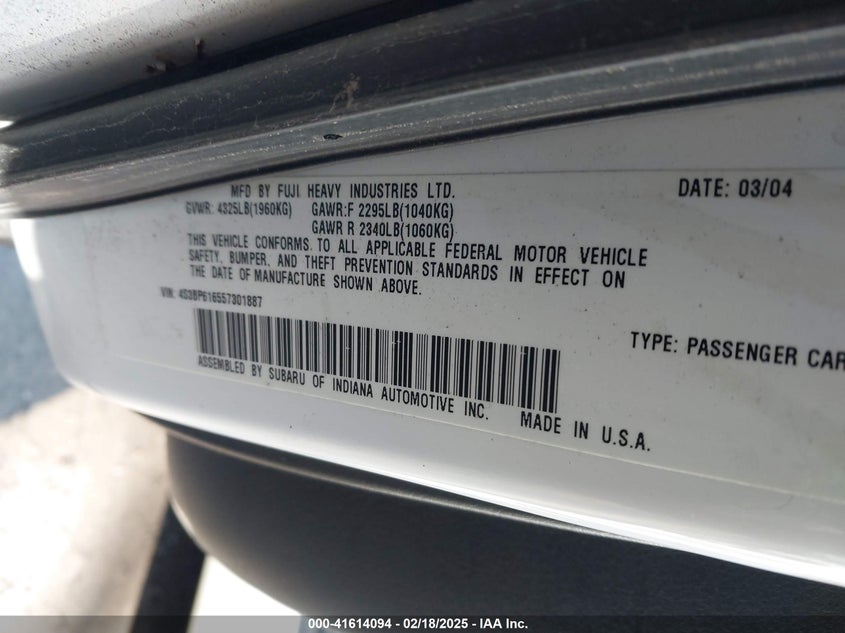 MFD BY FUJI HEAVY INDUSTRIES LTD.
DATE: 03/04
GVWR: 4325LB(1960KG) GAWR:F 2295LB(1040KG)
GAWR R 2340LB(1060KG)
THIS VEHICLE CONFORMS TO ALL APPLICABLE FEDERAL MOTOR VEHICLE
SAFETY, BUMPER, AND THEFT PREVENTION STANDARDS IN EFFECT ON
THE DATE OF MANUFACTURE SHOWN ABOVE.
VIN: 4S3BP616557301887
TYPE: PASSENGER CAR
ASSEMBLED BY SUBARU OF INDIANA AUTOMOTIVE INC.
MADE IN U.S.A.
000-41614094 - 02/18/2025 - IAA Inc.